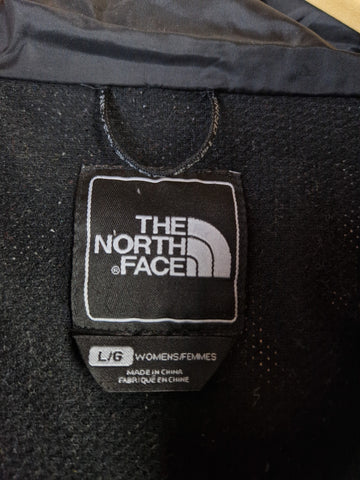 THE
NORTH
®FACE
L/G WOMENS/FEMMES
MADE IN CHINA
FABRIQUÉ EN CHINE